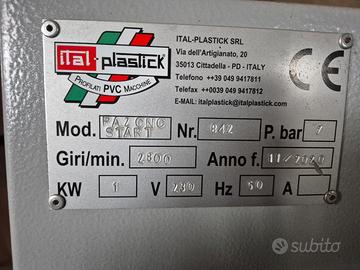 ITAL-PLASTICK SRL
Via dell'Artigianato, 20
35013 Cittadella - PD - ITALY
Telefono ++39 049 9417811
Telefax ++0039 049 9417812
E-MAIL: italplastick@italplastick.com
ital-plastick
PROFILATI PVC MACCHINE
CE
Mod. FAZ CNC START Nr. 842 P. bar 7
Giri/min. 2800 Anno f. 11/2020
KW 1 V 230 Hz 50 A
subito